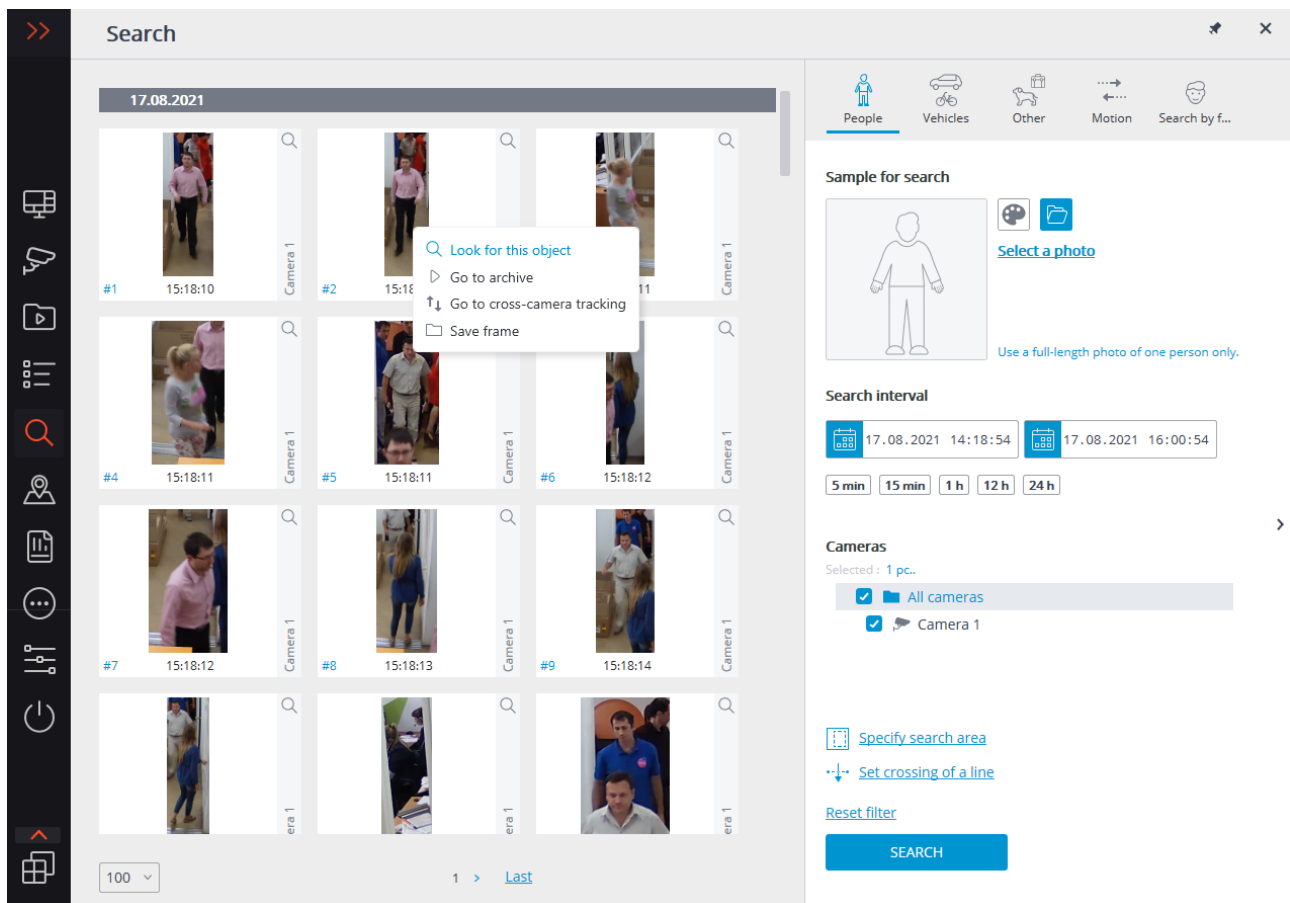 Search
17.08.2021
#1 15:18:10 Camera 1
#2 15:18
11 Camera 1
Look for this object
Go to archive
Go to cross-camera tracking
Save frame
#4 15:18:11 Camera 1
#5 15:18:11 Camera 1
#6 15:18:12 Camera 1
#7 15:18:12 Camera 1
#8 15:18:13 Camera 1
#9 15:18:14 Camera 1
era 1
era 1
era 1
100
1 > Last
People Vehicles Other Motion Search by f...
Sample for search
Select a photo
Use a full-length photo of one person only.
Search interval
17.08.2021 14:18:54 17.08.2021 16:00:54
5 min 15 min 1 h 12 h 24 h
Cameras
Selected : 1 pc..
All cameras
Camera 1
Specify search area
Set crossing of a line
Reset filter
SEARCH